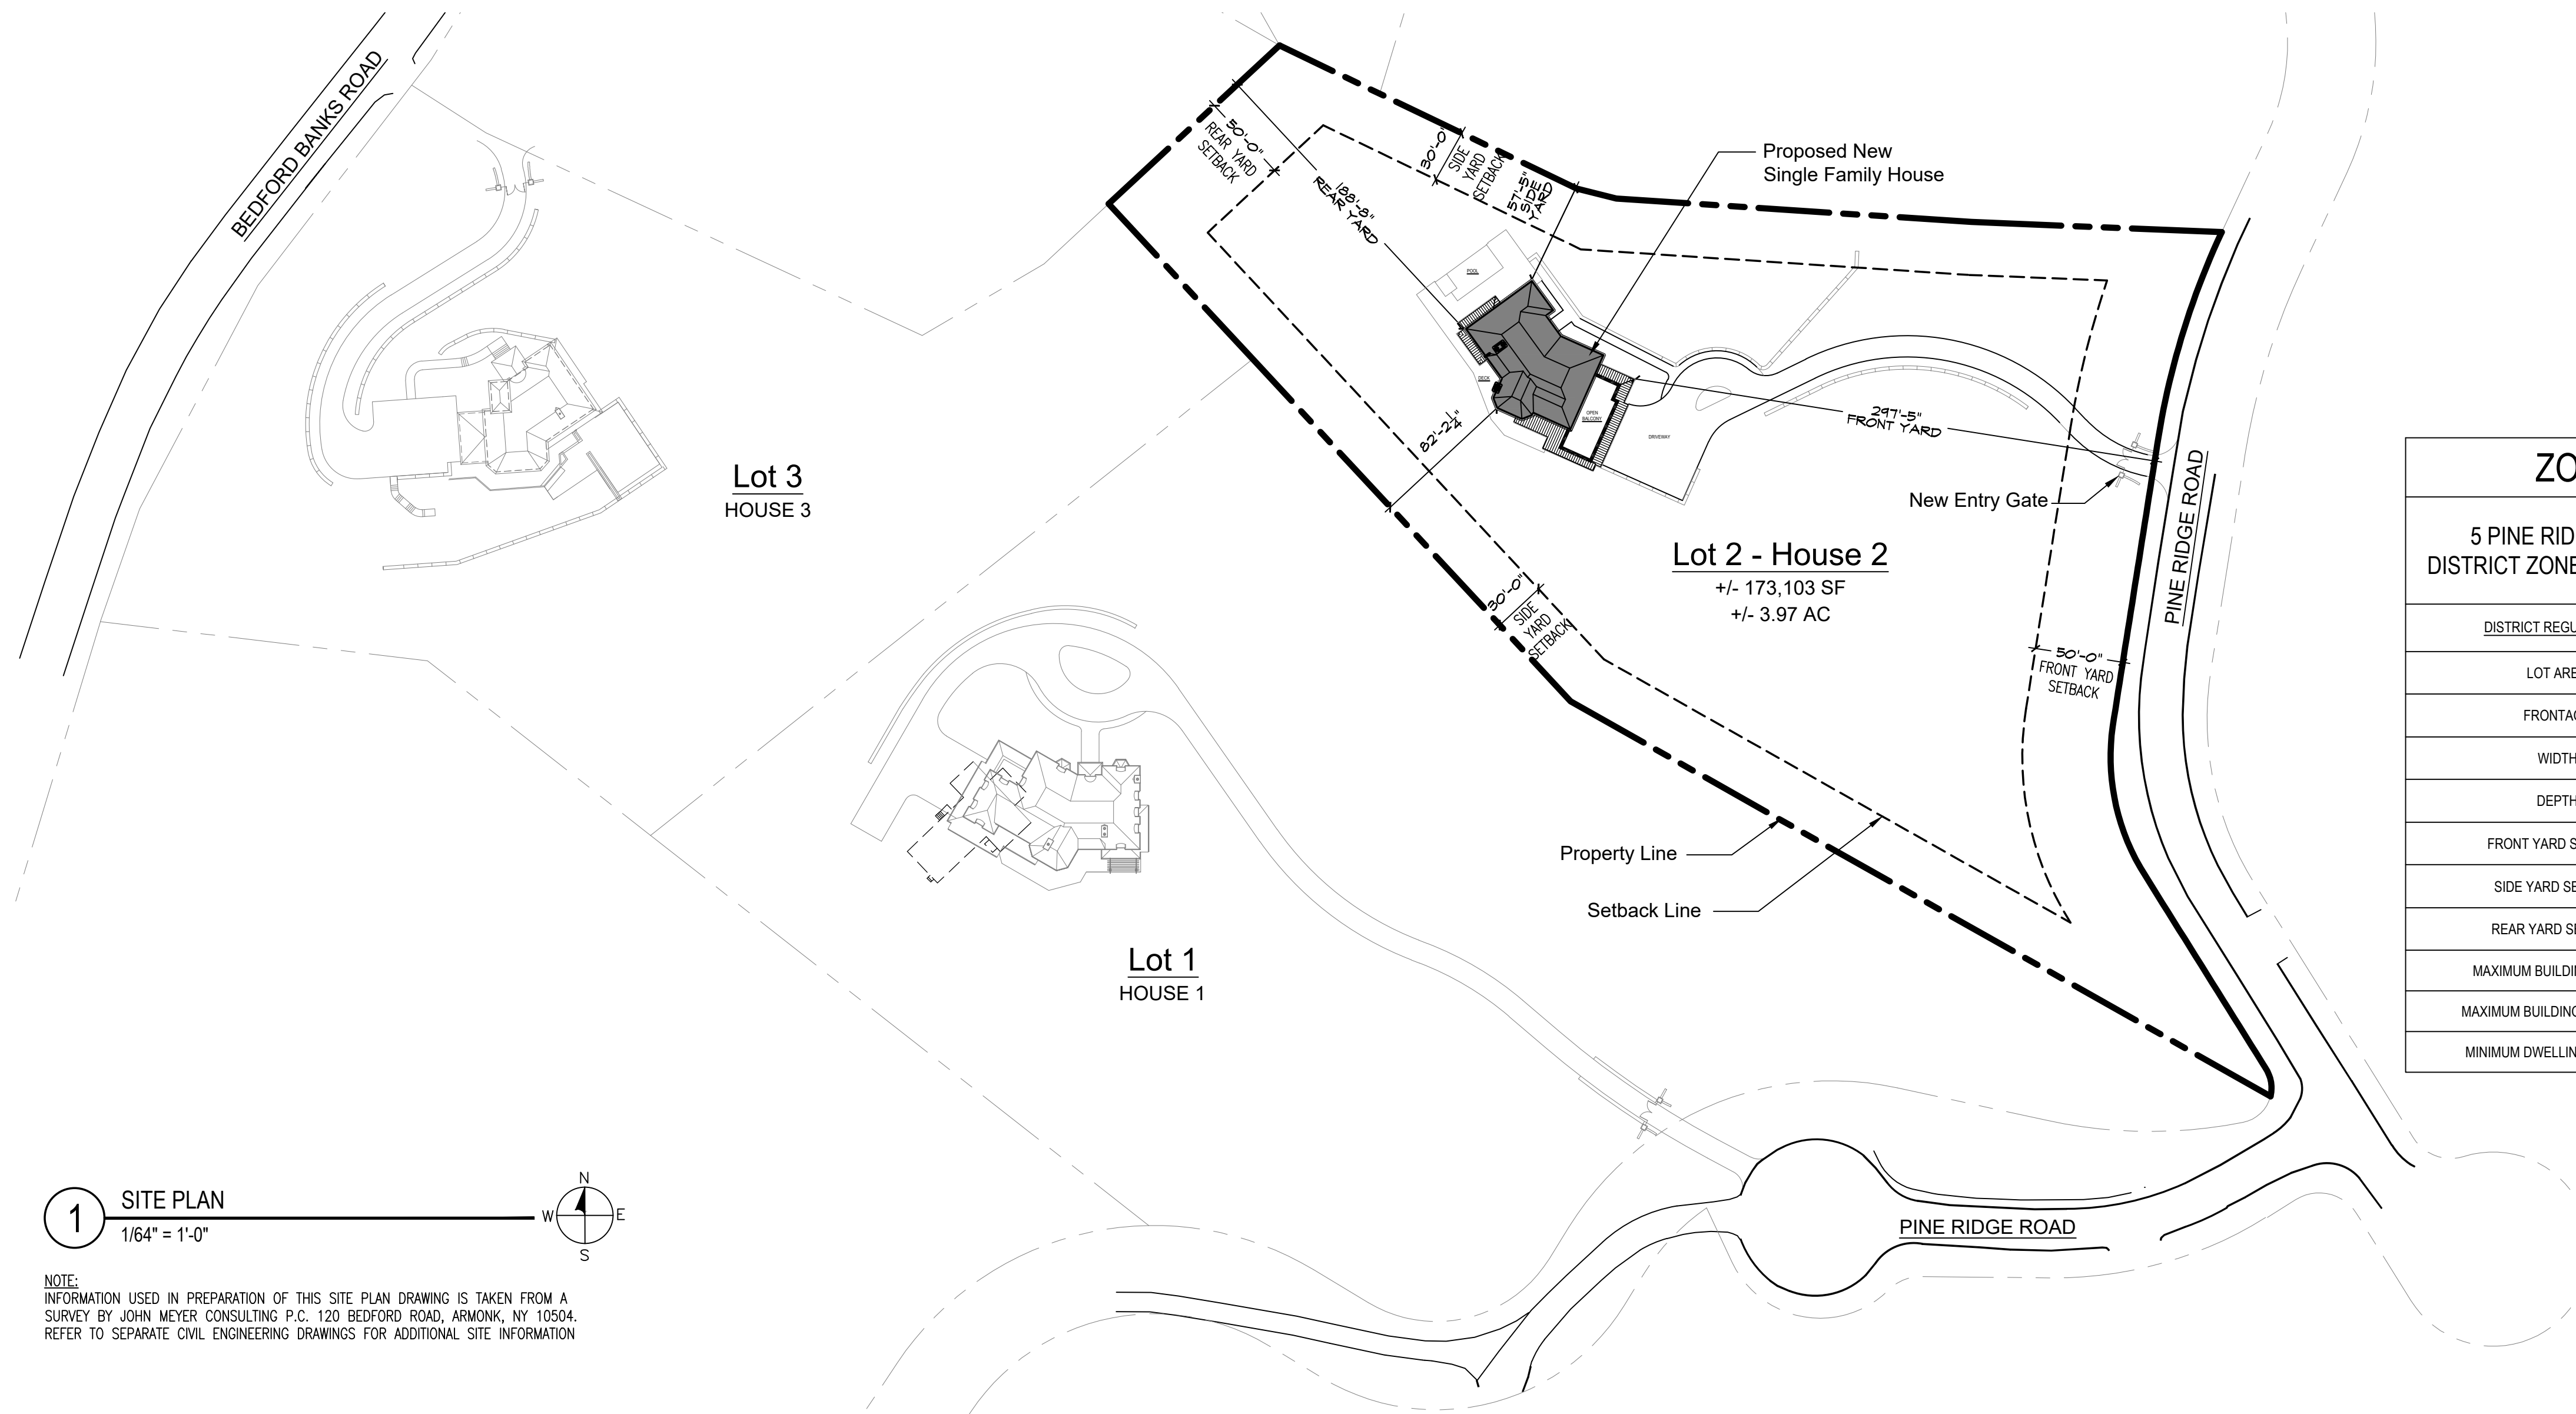 BEDFORD BANKS ROAD
50'-0"
REAR YARD
SETBACK
188'-8"
REAR YARD
30'-0"
SIDE
YARD
SETBACK
57'-5"
SIDE
YARD
Proposed New
Single Family House
POOL
DECK
OPEN
BALCONY
DRIVEWAY
82'-2 1/4"
297'-5"
FRONT YARD
New Entry Gate
PINE RIDGE ROAD
Lot 3
HOUSE 3
Lot 2 - House 2
+/- 173,103 SF
+/- 3.97 AC
30'-0"
SIDE
YARD
SETBACK
50'-0"
FRONT YARD
SETBACK
Property Line
Setback Line
Lot 1
HOUSE 1
PINE RIDGE ROAD
ZO
5 PINE RID
DISTRICT ZONE
DISTRICT REGU
LOT ARE
FRONTAG
WIDTH
DEPTH
FRONT YARD S
SIDE YARD SE
REAR YARD S
MAXIMUM BUILDI
MAXIMUM BUILDING
MINIMUM DWELLIN
1
SITE PLAN
1/64" = 1'-0"
N
W E
S
NOTE:
INFORMATION USED IN PREPARATION OF THIS SITE PLAN DRAWING IS TAKEN FROM A
SURVEY BY JOHN MEYER CONSULTING P.C. 120 BEDFORD ROAD, ARMONK, NY 10504.
REFER TO SEPARATE CIVIL ENGINEERING DRAWINGS FOR ADDITIONAL SITE INFORMATION